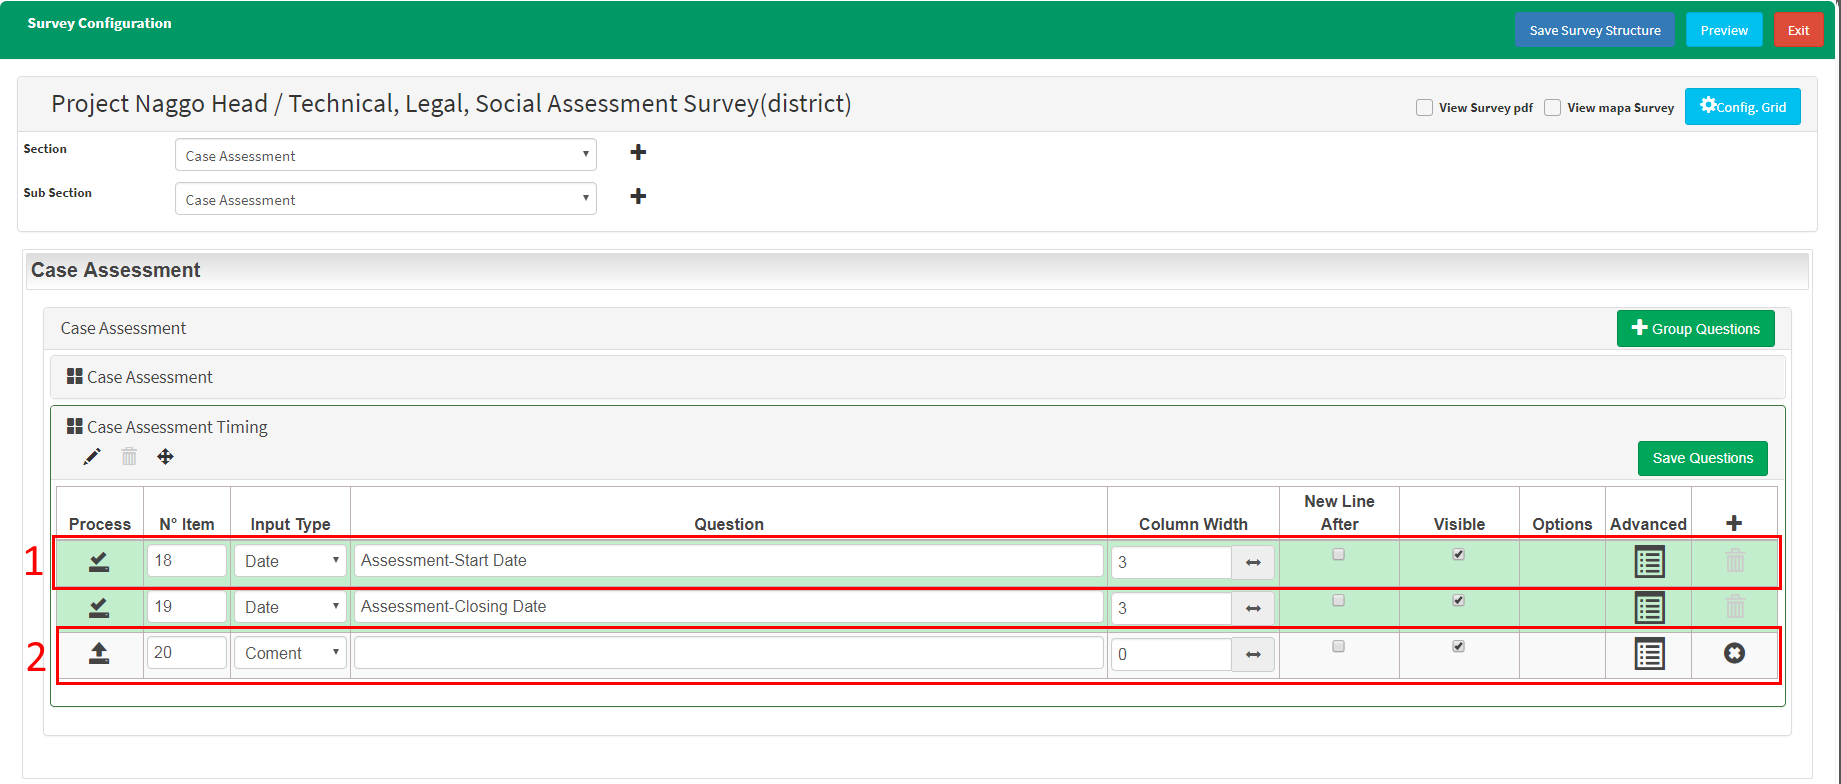 Survey Configuration
Save Survey Structure
Preview
Exit
Project Naggo Head / Technical, Legal, Social Assessment Survey(district)
View Survey pdf
View mapa Survey
Config. Grid
Section
Case Assessment
Sub Section
Case Assessment
Case Assessment
Case Assessment
Group Questions
Case Assessment
Case Assessment Timing
Save Questions
Process N° Item Input Type Question Column Width New Line After Visible Options Advanced
1 18 Date Assessment-Start Date 3
19 Date Assessment-Closing Date 3
2 20 Coment 0